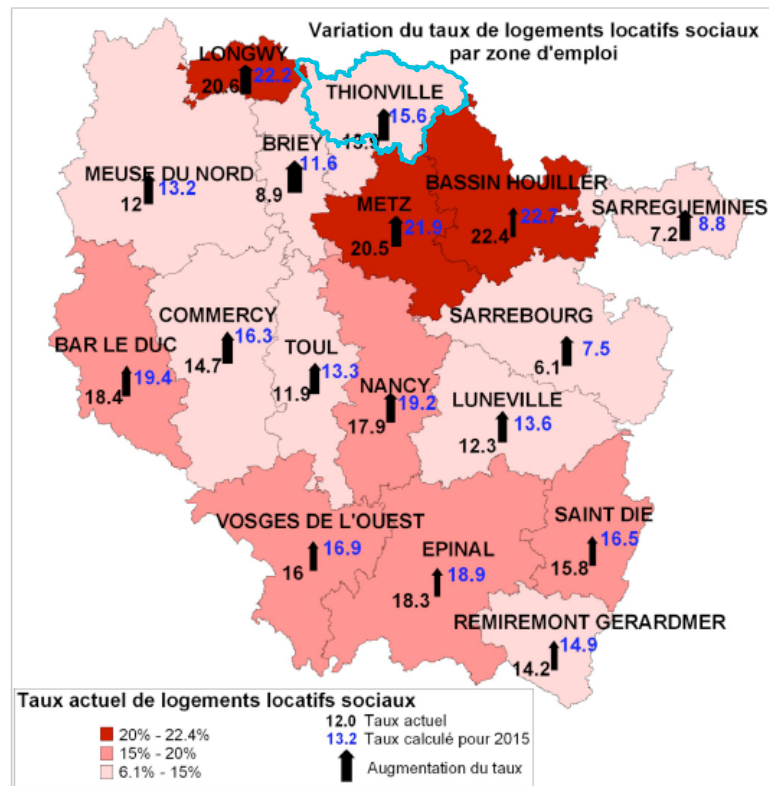 Variation du taux de logements locatifs sociaux
par zone d'emploi
LONGWY
20.6 22.2
THIONVILLE
15.6
13.9
BRIEY
11.6
8.9
MEUSE DU NORD
13.2
12
METZ
21.9
20.5
BASSIN HOUILLER
22.7
22.4
SARREGUEMINES
7.2 8.8
COMMERCY
16.3
14.7
BAR LE DUC
19.4
18.4
TOUL
13.3
11.9
NANCY
19.2
17.9
SARREBOURG
7.5
6.1
LUNEVILLE
13.6
12.3
VOSGES DE L'OUEST
16.9
16
EPINAL
18.9
18.3
SAINT DIE
16.5
15.8
REMIREMONT GERARDMER
14.9
14.2
Taux actuel de logements locatifs sociaux
20% - 22.4%
15% - 20%
6.1% - 15%
12.0 Taux actuel
13.2 Taux calculé pour 2015
Augmentation du taux